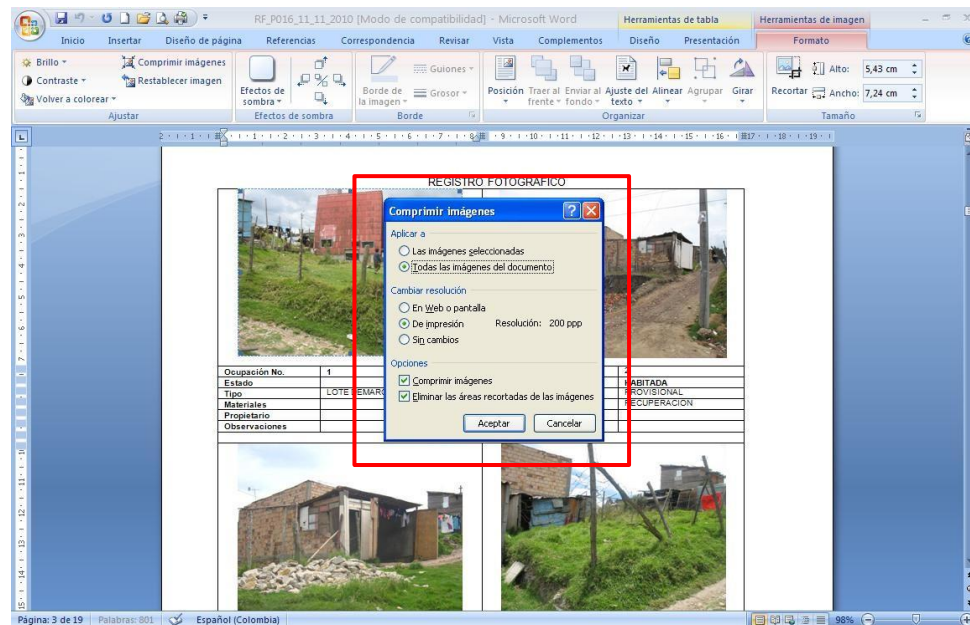 RF_P016_11_11_2010 [Modo de compatibilidad] - Microsoft Word
Herramientas de tabla
Herramientas de imagen
Inicio Insertar Diseño de página Referencias Correspondencia Revisar Vista Complementos Diseño Presentación Formato
Brillo
Contraste
Volver a colorear
Comprimir imágenes
Restablecer imagen
Ajustar
Efectos de sombra
Efectos de sombra
Borde de la imagen
Guiones
Grosor
Borde
Posición
Traer al frente
Enviar al fondo
Ajuste del texto
Alinear
Agrupar
Girar
Organizar
Recortar
Alto: 5,43 cm
Ancho: 7,24 cm
Tamaño
REGISTRO FOTOGRAFICO
Comprimir imágenes
Aplicar a
Las imágenes seleccionadas
Todas las imágenes del documento
Cambiar resolución
En Web o pantalla
De impresión Resolución: 200 ppp
Sin cambios
Opciones
Comprimir imágenes
Eliminar las áreas recortadas de las imágenes
Aceptar Cancelar
Ocupación No. 1 2
Estado HABITADA
Tipo LOTE DEMARC PROVISIONAL
Materiales RECUPERACION
Propietario
Observaciones
Página: 3 de 19 Palabras: 801 Español (Colombia) 98%